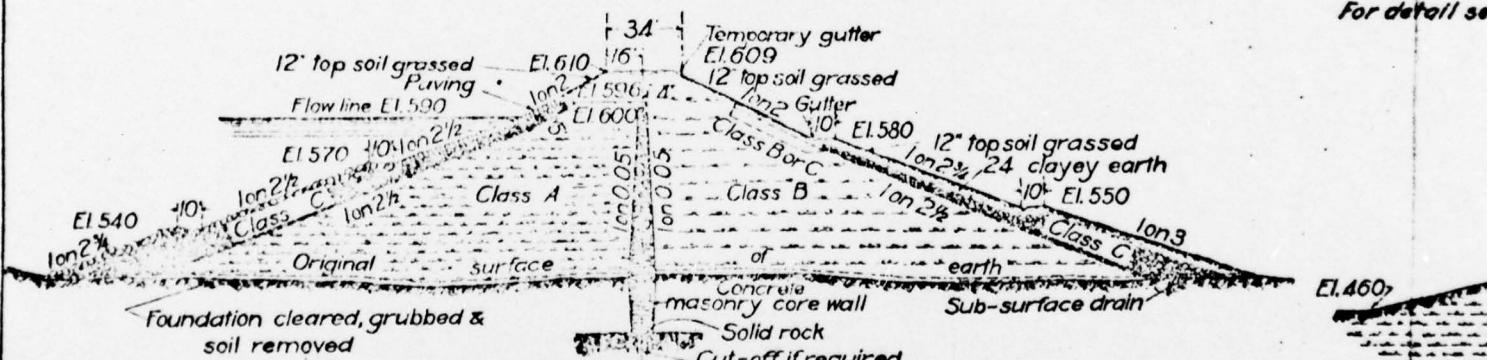 For detail se
34'
16'
Temporary gutter
El. 609
12" top soil grassed
El. 610
12" top soil grassed
Paving
1 on 2
El. 596
4'
1 on 2
Gutter
Flow line El. 590
El. 600
5'
10'
El. 580
12" top soil grassed
24 clayey earth
1 on 2½
10'
El. 570
Class B or C
1 on 2¾
10'
El. 550
1 on 2½
Class C
1 on 2½
Class A
1 on 0.05
1 on 0.05
Class B
1 on 2½
10'
El. 540
1 on 2¾
Class C
1 on 3
Original surface of earth
Concrete
masonry core wall
Sub-surface drain
El. 460
Foundation cleared, grubbed &
soil removed
Solid rock
Cut-off if required